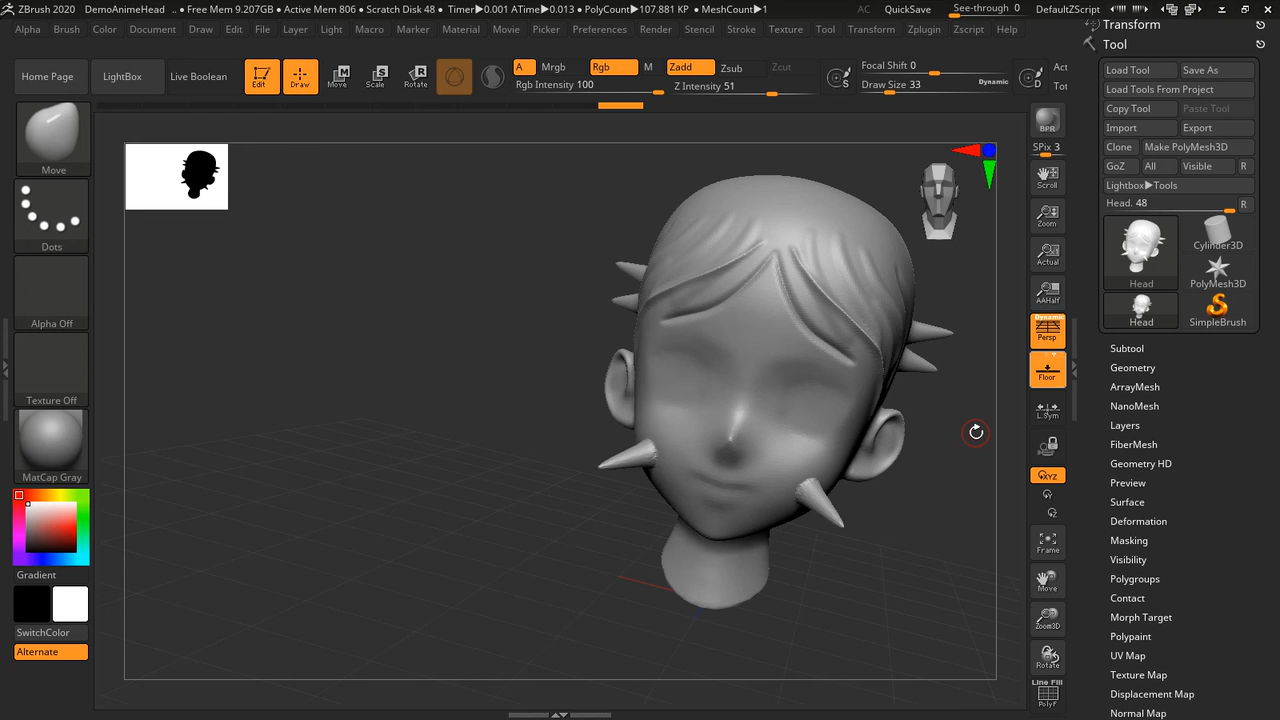 ZBrush 2020 DemoAnimeHead .. ● Free Mem 9.207GB ● Active Mem 806 ● Scratch Disk 48 ● Timer▶0.001 ATime▶0.013 ● PolyCount▶107.881 KP ● MeshCount▶1 AC QuickSave See-through 0 DefaultZScript
Alpha Brush Color Document Draw Edit File Layer Light Macro Marker Material Movie Picker Preferences Render Stencil Stroke Texture Tool Transform Zplugin Zscript Help
Home Page LightBox Live Boolean Edit Draw Move Scale Rotate
A Mrgb Rgb M Zadd Zsub Zcut
Rgb Intensity 100 Z Intensity 51
S Focal Shift 0
Draw Size 33 Dynamic D
Act
Tot
Move
Dots
Alpha Off
Texture Off
MatCap Gray
Gradient
SwitchColor
Alternate
BPR
SPix 3
Scroll
Zoom
Actual
AAHalf
Dynamic
Persp
Floor
L.Sym
XYZ
Y
Z
Frame
Move
Zoom3D
Rotate
Line Fill
PolyF
Transform
Tool
Load Tool Save As
Load Tools From Project
Copy Tool Paste Tool
Import Export
Clone Make PolyMesh3D
GoZ All Visible R
Lightbox▶Tools
Head. 48 R
Head Cylinder3D
PolyMesh3D
Head SimpleBrush
Subtool
Geometry
ArrayMesh
NanoMesh
Layers
FiberMesh
Geometry HD
Preview
Surface
Deformation
Masking
Visibility
Polygroups
Contact
Morph Target
Polypaint
UV Map
Texture Map
Displacement Map
Normal Map